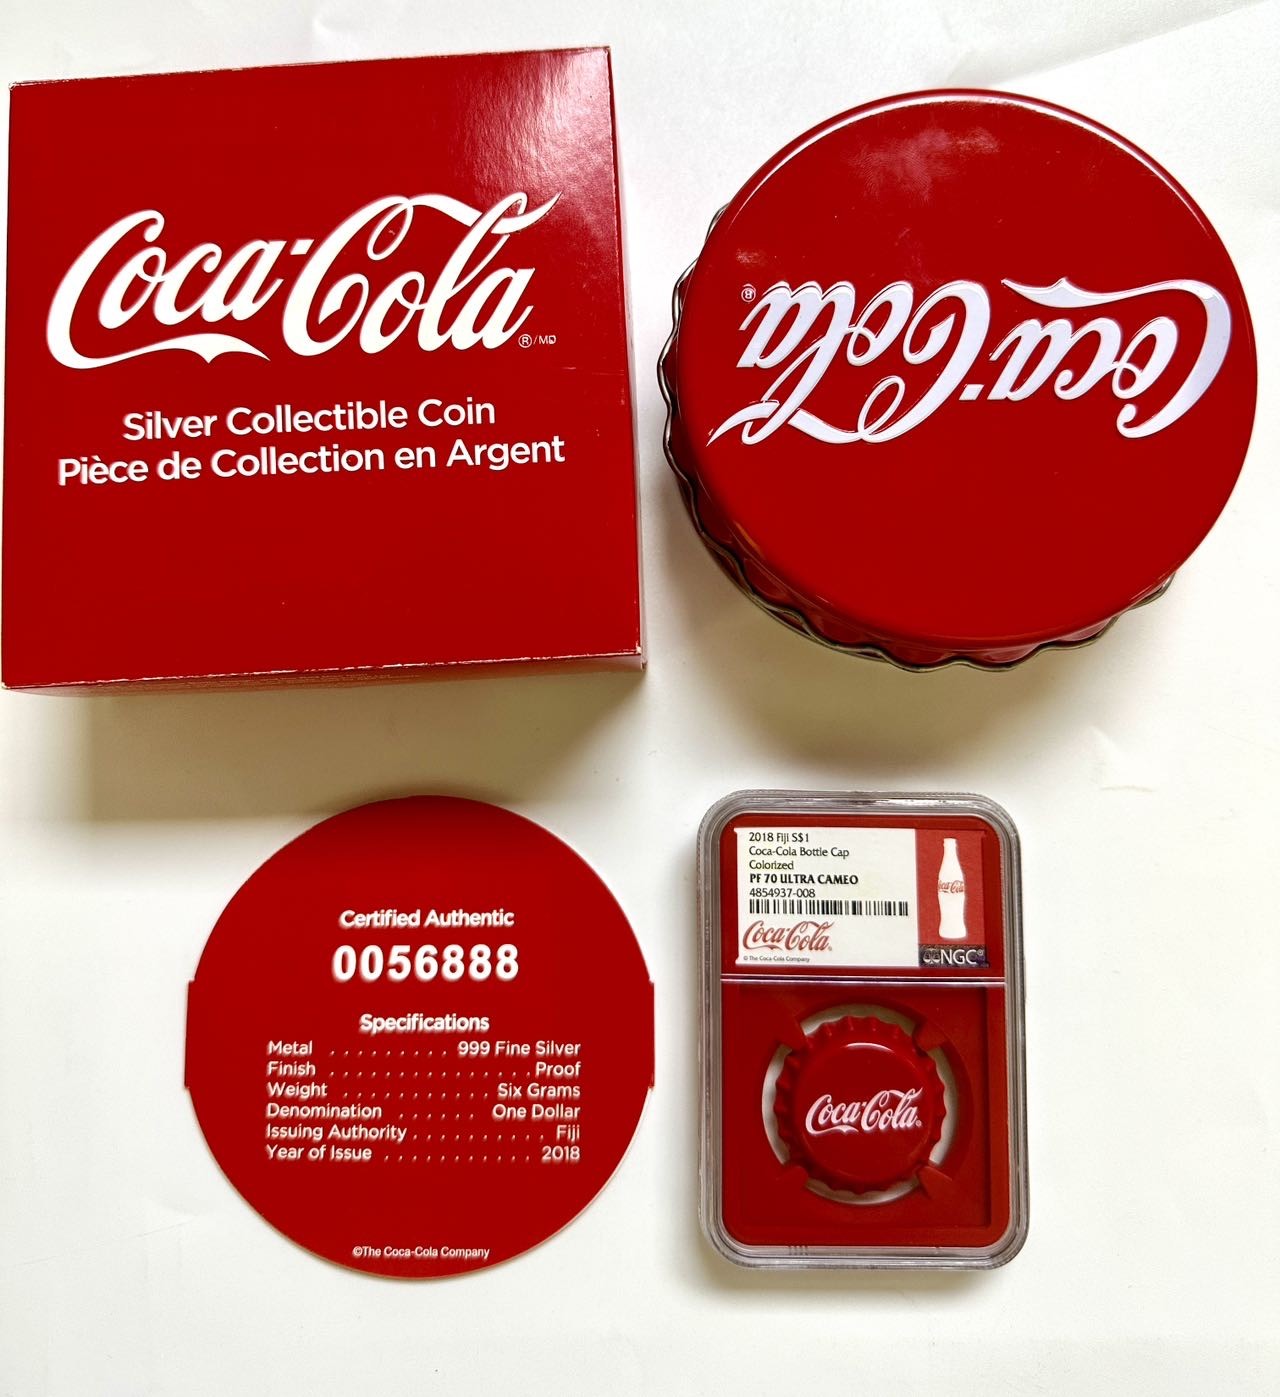 Coca-Cola
®/MD
Silver Collectible Coin
Pièce de Collection en Argent
Coca-Cola
®
Certified Authentic
0056888
Specifications
Metal . . . . . . . . . 999 Fine Silver
Finish . . . . . . . . . . . . . . . Proof
Weight . . . . . . . . . . . Six Grams
Denomination . . . . . . One Dollar
Issuing Authority . . . . . . . . . . Fiji
Year of Issue . . . . . . . . . . . 2018
©The Coca-Cola Company
2018 Fiji S$1
Coca-Cola Bottle Cap
Colorized
PF 70 ULTRA CAMEO
4854937-008
Coca-Cola®
© The Coca-Cola Company
Coca-Cola
NGC®
Coca-Cola®